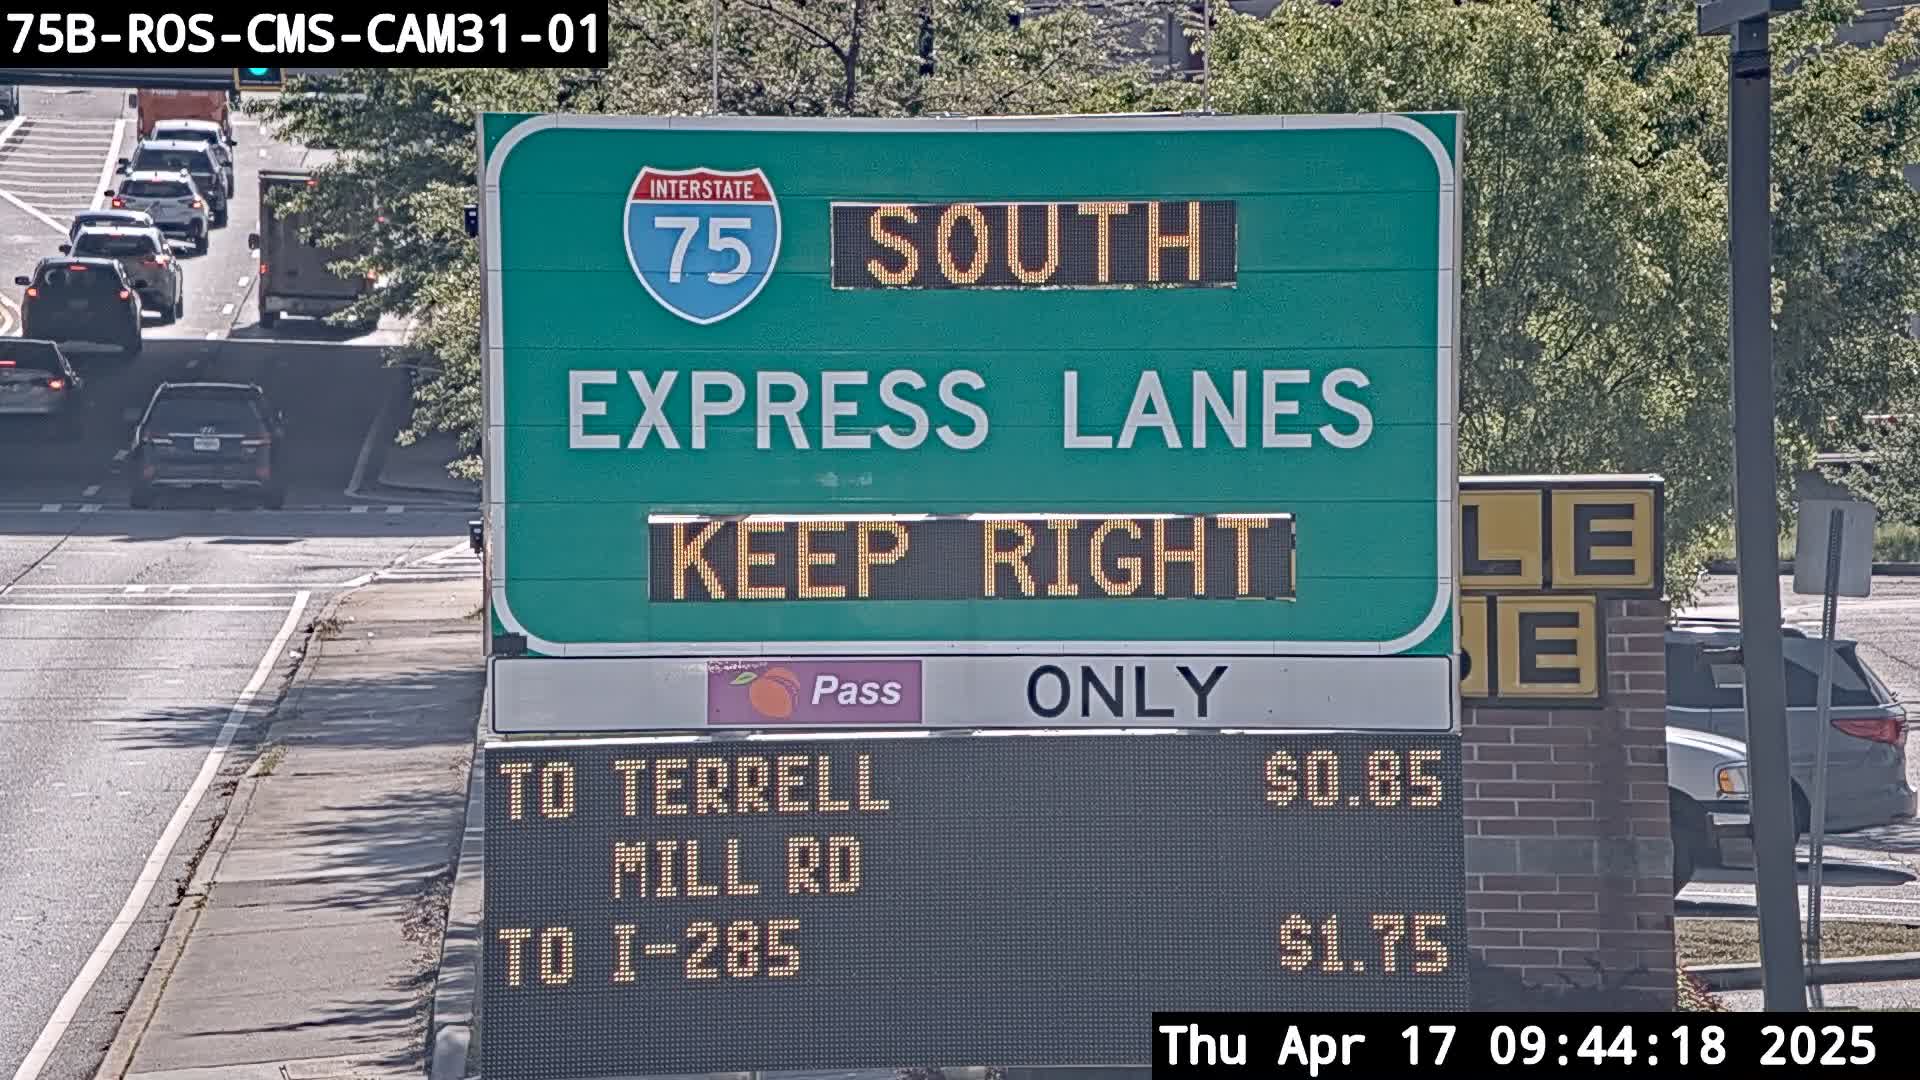 75B-ROS-CMS-CAM31-01
INTERSTATE
75
SOUTH
EXPRESS LANES
KEEP RIGHT
Pass ONLY
TO TERRELL $0.85
MILL RD
TO I-285 $1.75
LE
E
Thu Apr 17 09:44:18 2025